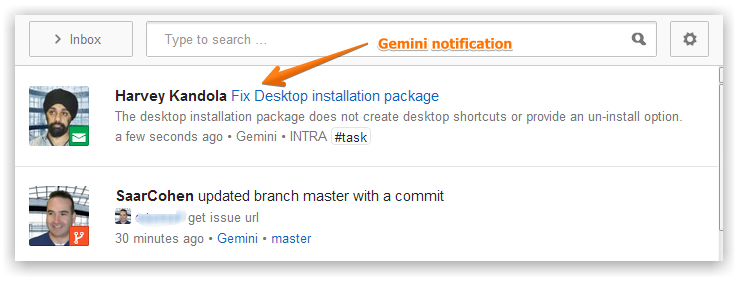 Inbox
Type to search ...
Gemini notification
Harvey Kandola Fix Desktop installation package
The desktop installation package does not create desktop shortcuts or provide an un-install option.
a few seconds ago • Gemini • INTRA #task
SaarCohen updated branch master with a commit
get issue url
30 minutes ago • Gemini • master